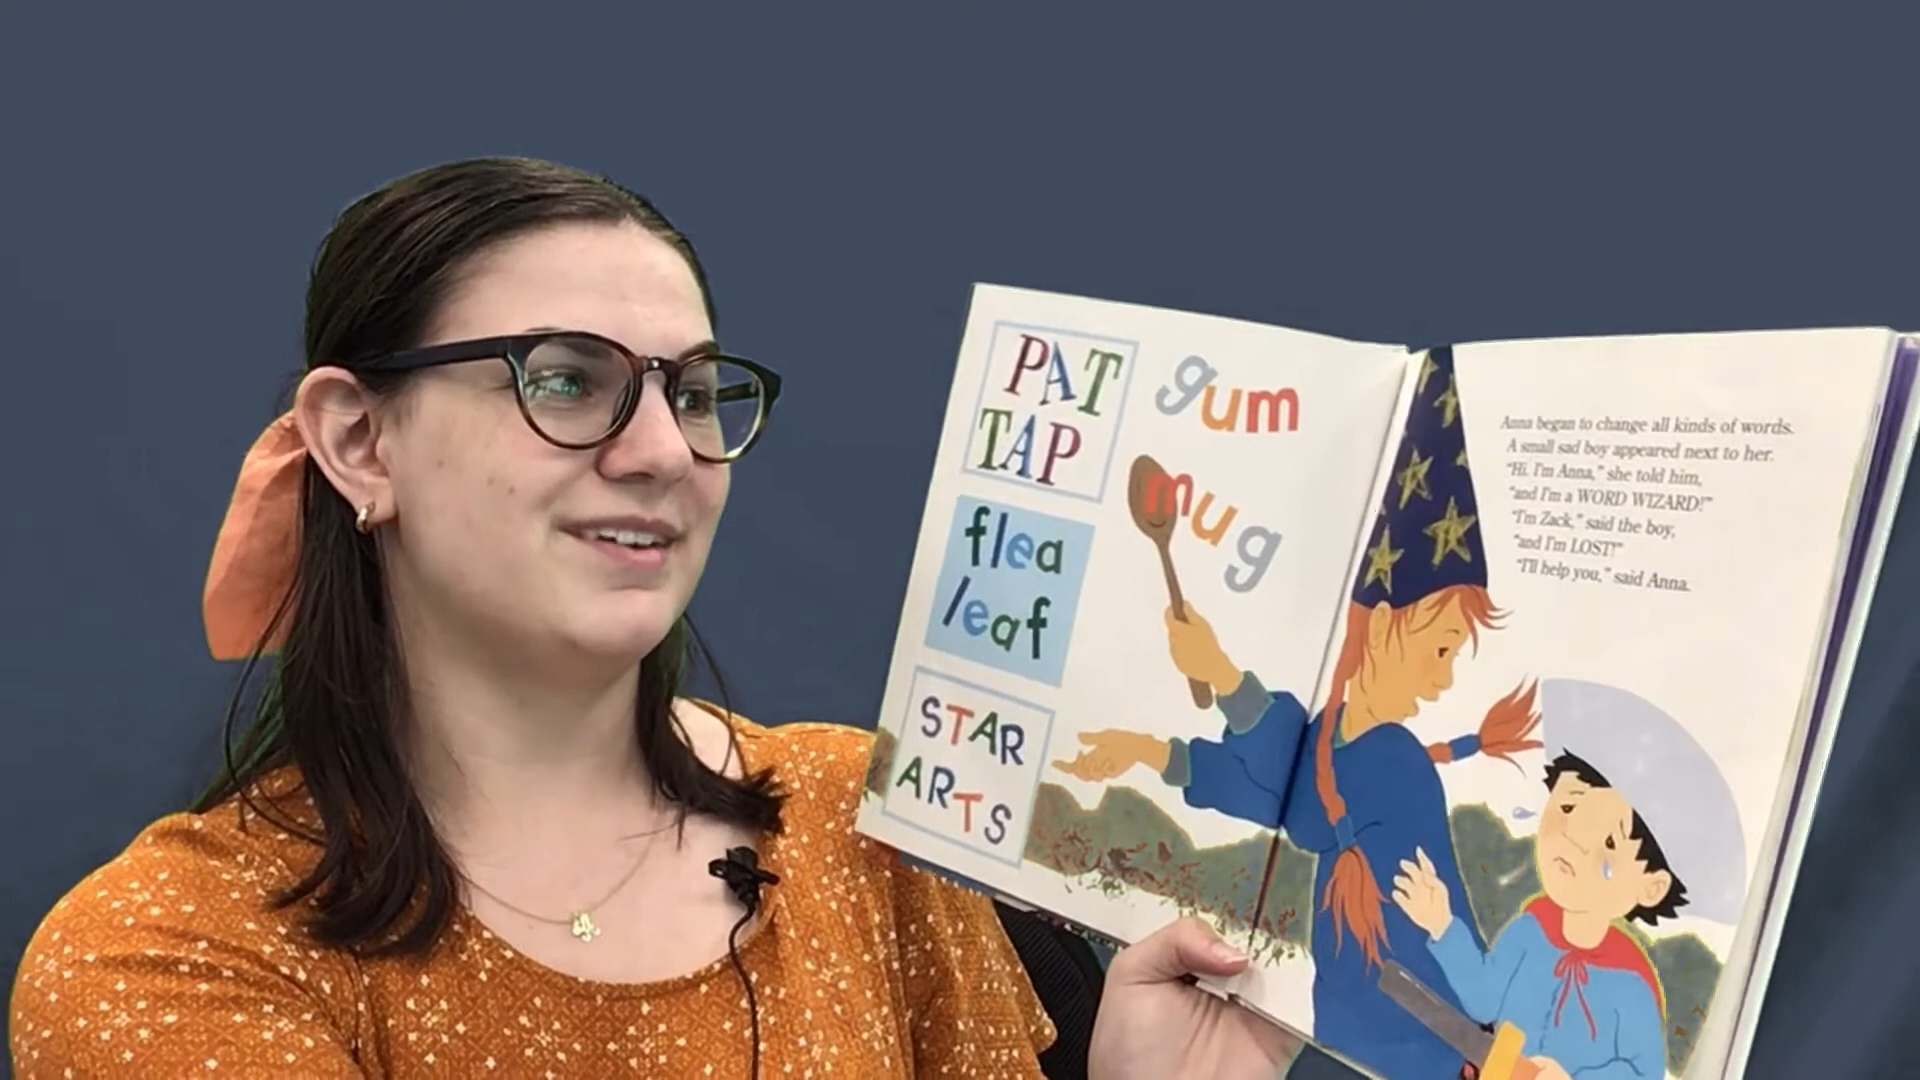 PAT
TAP
flea
leaf
STAR
ARTS
gum
mug
Anna began to change all kinds of words.
A small sad boy appeared next to her.
"Hi. I'm Anna," she told him,
"and I'm a WORD WIZARD!"
"I'm Zack," said the boy,
"and I'm LOST!"
"I'll help you," said Anna.